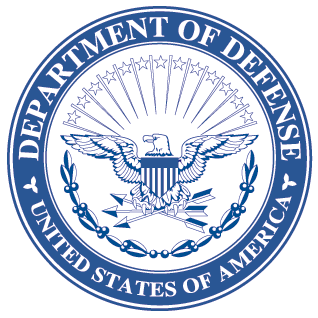 DEPARTMENT OF DEFENSE
UNITED STATES OF AMERICA